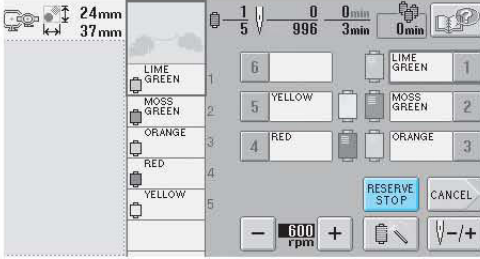 24mm
37mm
1
5
0
996
0min
3min
0min
LIME
GREEN
1
MOSS
GREEN
2
ORANGE
3
RED
4
YELLOW
5
6
LIME
GREEN
1
5
YELLOW
MOSS
GREEN
2
4
RED
ORANGE
3
RESERVE
STOP
CANCEL
−
600
rpm
+
−/+